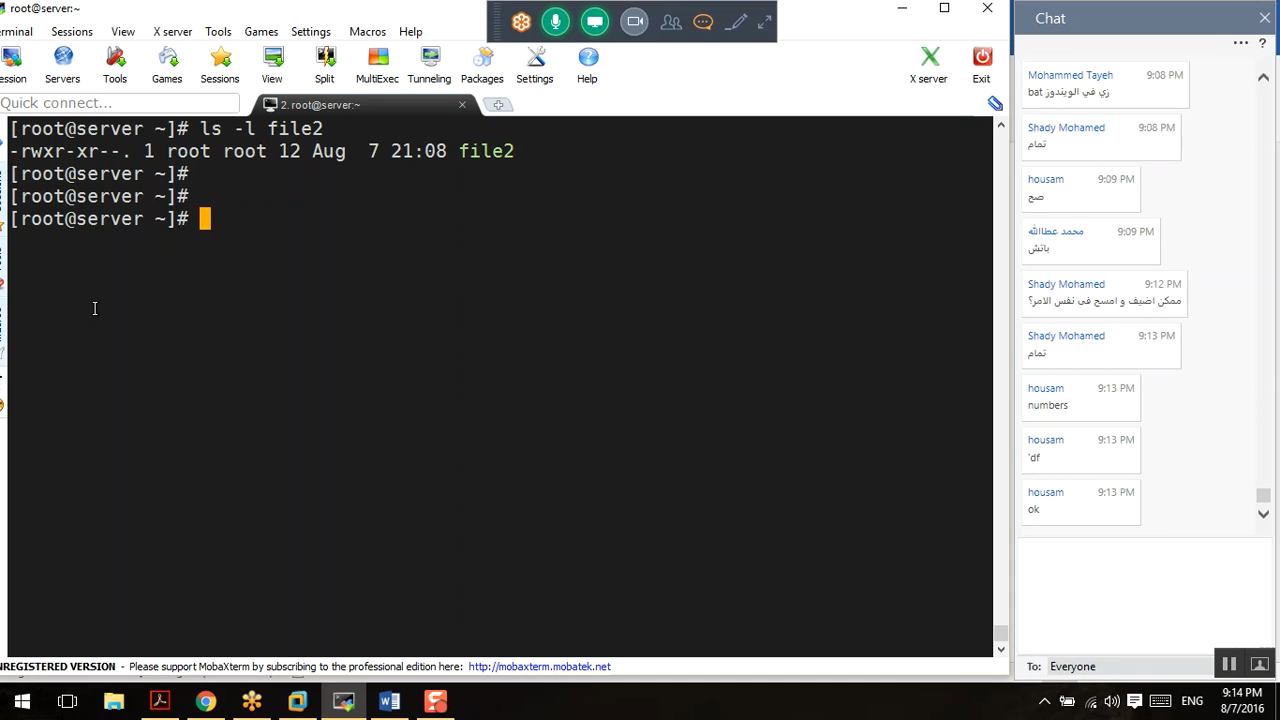 root@server:~
erminal Sessions View X server Tools Games Settings Macros Help
ession Servers Tools Games Sessions View Split MultiExec Tunneling Packages Settings Help X server Exit
Quick connect...
2. root@server:~
[root@server ~]# ls -l file2
-rwxr-xr--. 1 root root 12 Aug  7 21:08 file2
[root@server ~]#
[root@server ~]#
[root@server ~]#
NREGISTERED VERSION - Please support MobaXterm by subscribing to the professional edition here: http://mobaxterm.mobatek.net
Chat
Mohammed Tayeh 9:08 PM
زي في الويندوز bat
Shady Mohamed 9:08 PM
تمام
housam 9:09 PM
صح
محمد عطاالله 9:09 PM
باتش
Shady Mohamed 9:12 PM
ممكن اضيف و امسح فى نفس الامر؟
Shady Mohamed 9:13 PM
تمام
housam 9:13 PM
numbers
housam 9:13 PM
'df
housam 9:13 PM
ok
To: Everyone
ENG
9:14 PM
8/7/2016